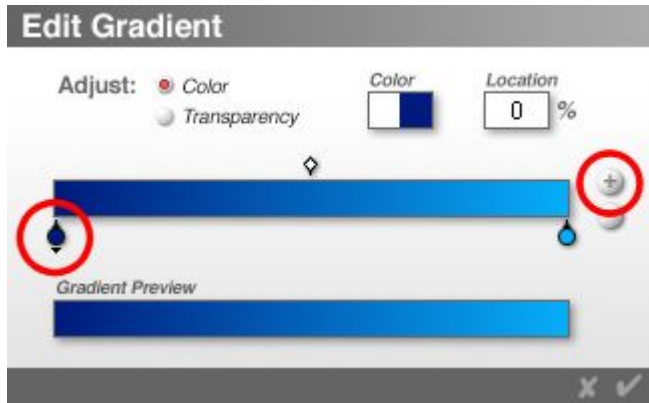 Edit Gradient
Adjust: Color
Transparency
Color
Location
0 %
Gradient Preview